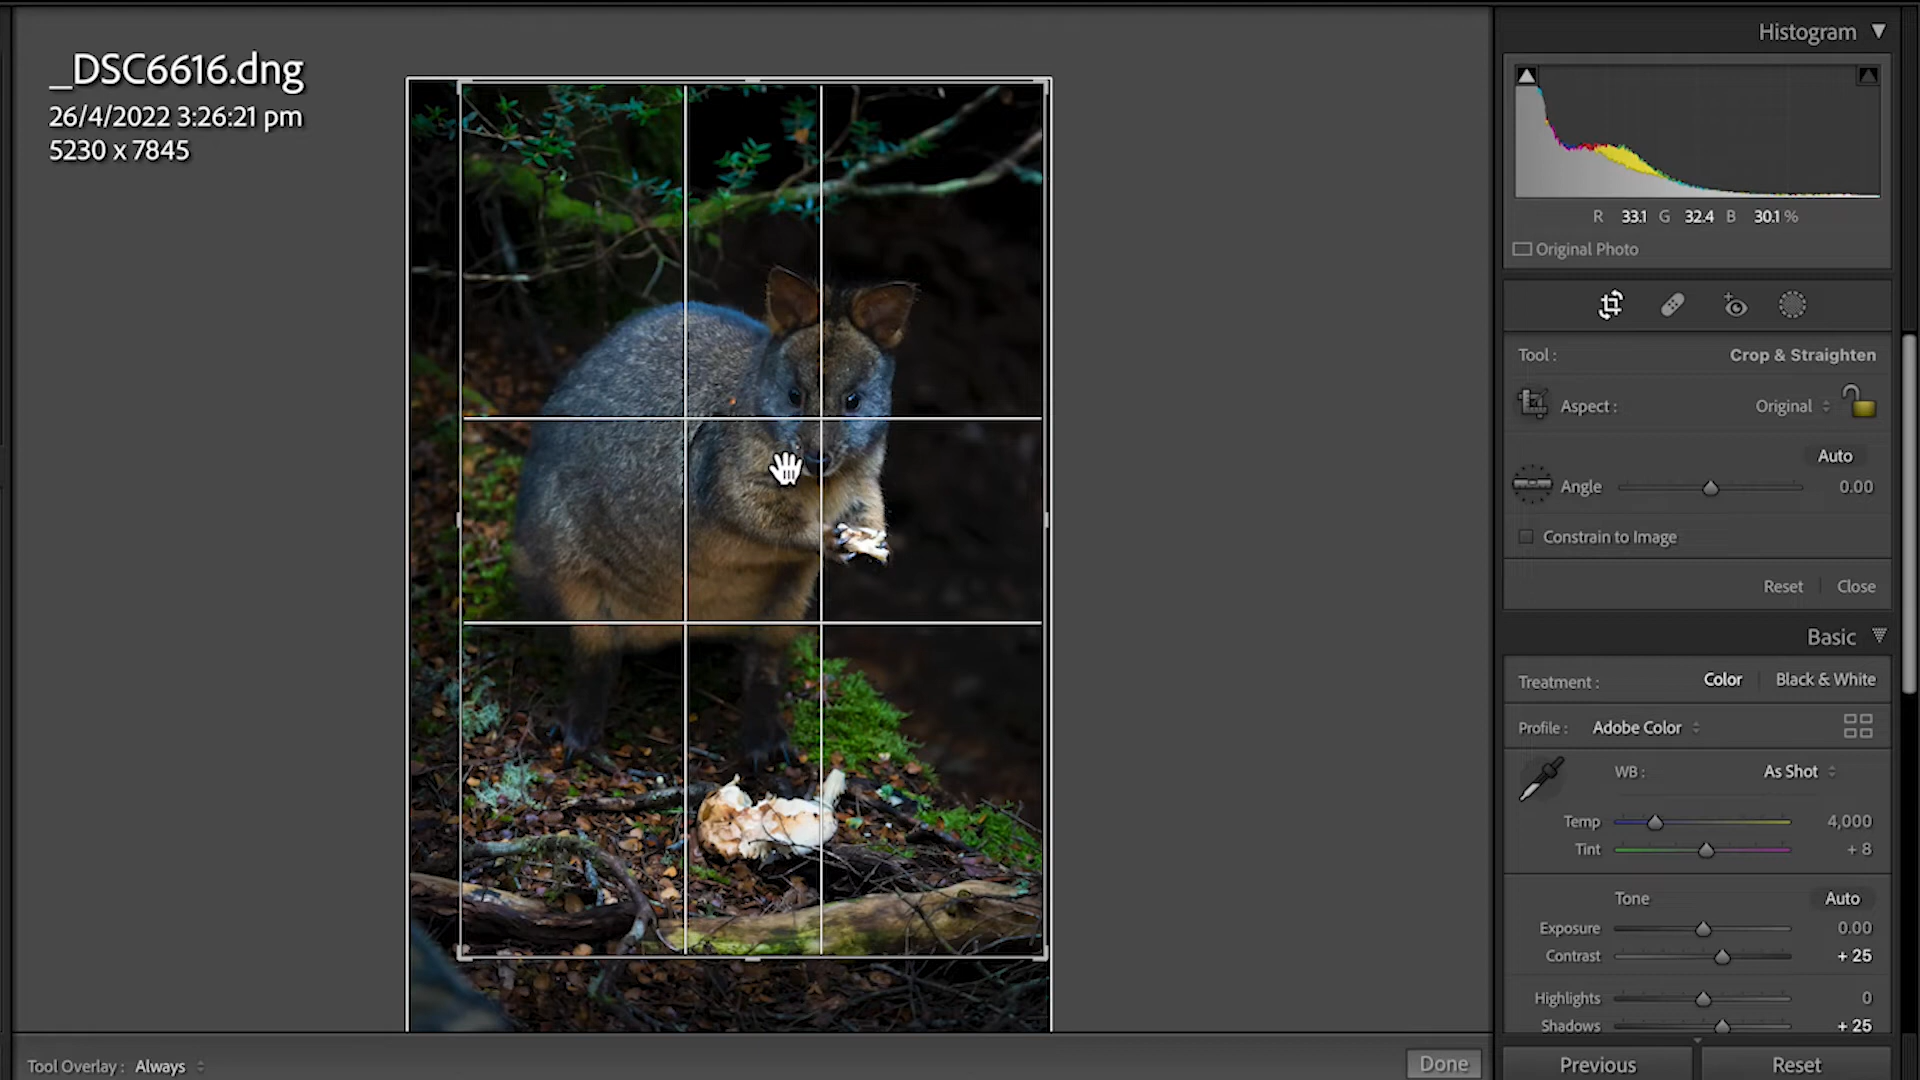 _DSC6616.dng
26/4/2022 3:26:21 pm
5230 x 7845
Histogram
R 33.1 G 32.4 B 30.1 %
Original Photo
Tool : Crop & Straighten
Aspect : Original
Auto
Angle 0.00
Constrain to Image
Reset Close
Basic
Treatment : Color Black & White
Profile : Adobe Color
WB : As Shot
Temp 4,000
Tint + 8
Tone Auto
Exposure 0.00
Contrast + 25
Highlights 0
Shadows + 25
Tool Overlay : Always Done Previous Reset